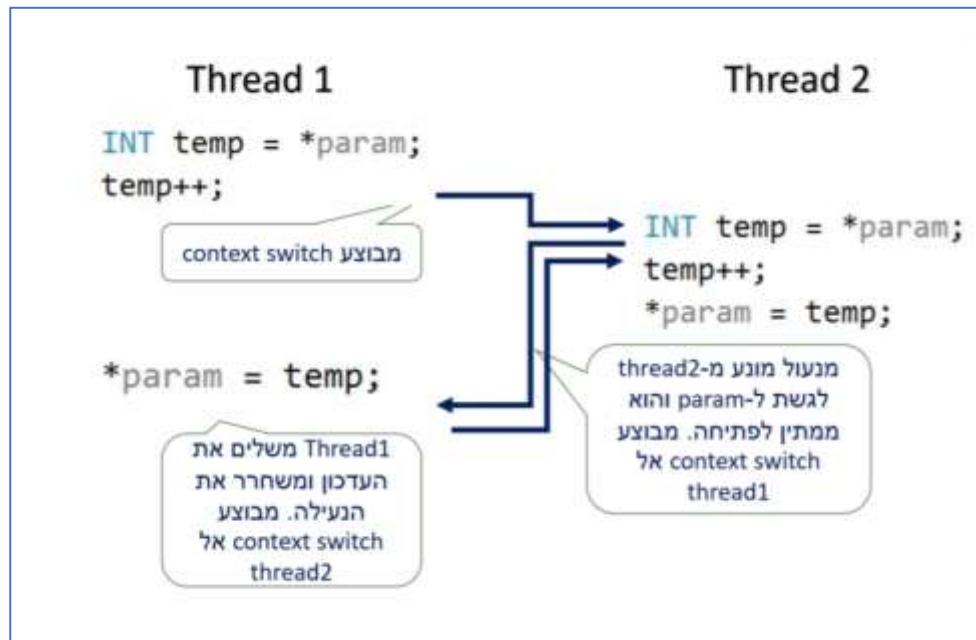 Thread 1
INT temp = *param;
temp++;
מבוצע context switch
*param = temp;
Thread1 משלים את
העדכון ומשחרר את
הנעילה. מבוצע
context switch אל
thread2
Thread 2
INT temp = *param;
temp++;
*param = temp;
מנעול מונע מ-thread2
לגשת ל-param והוא
ממתין לפתיחה. מבוצע
context switch אל
thread1